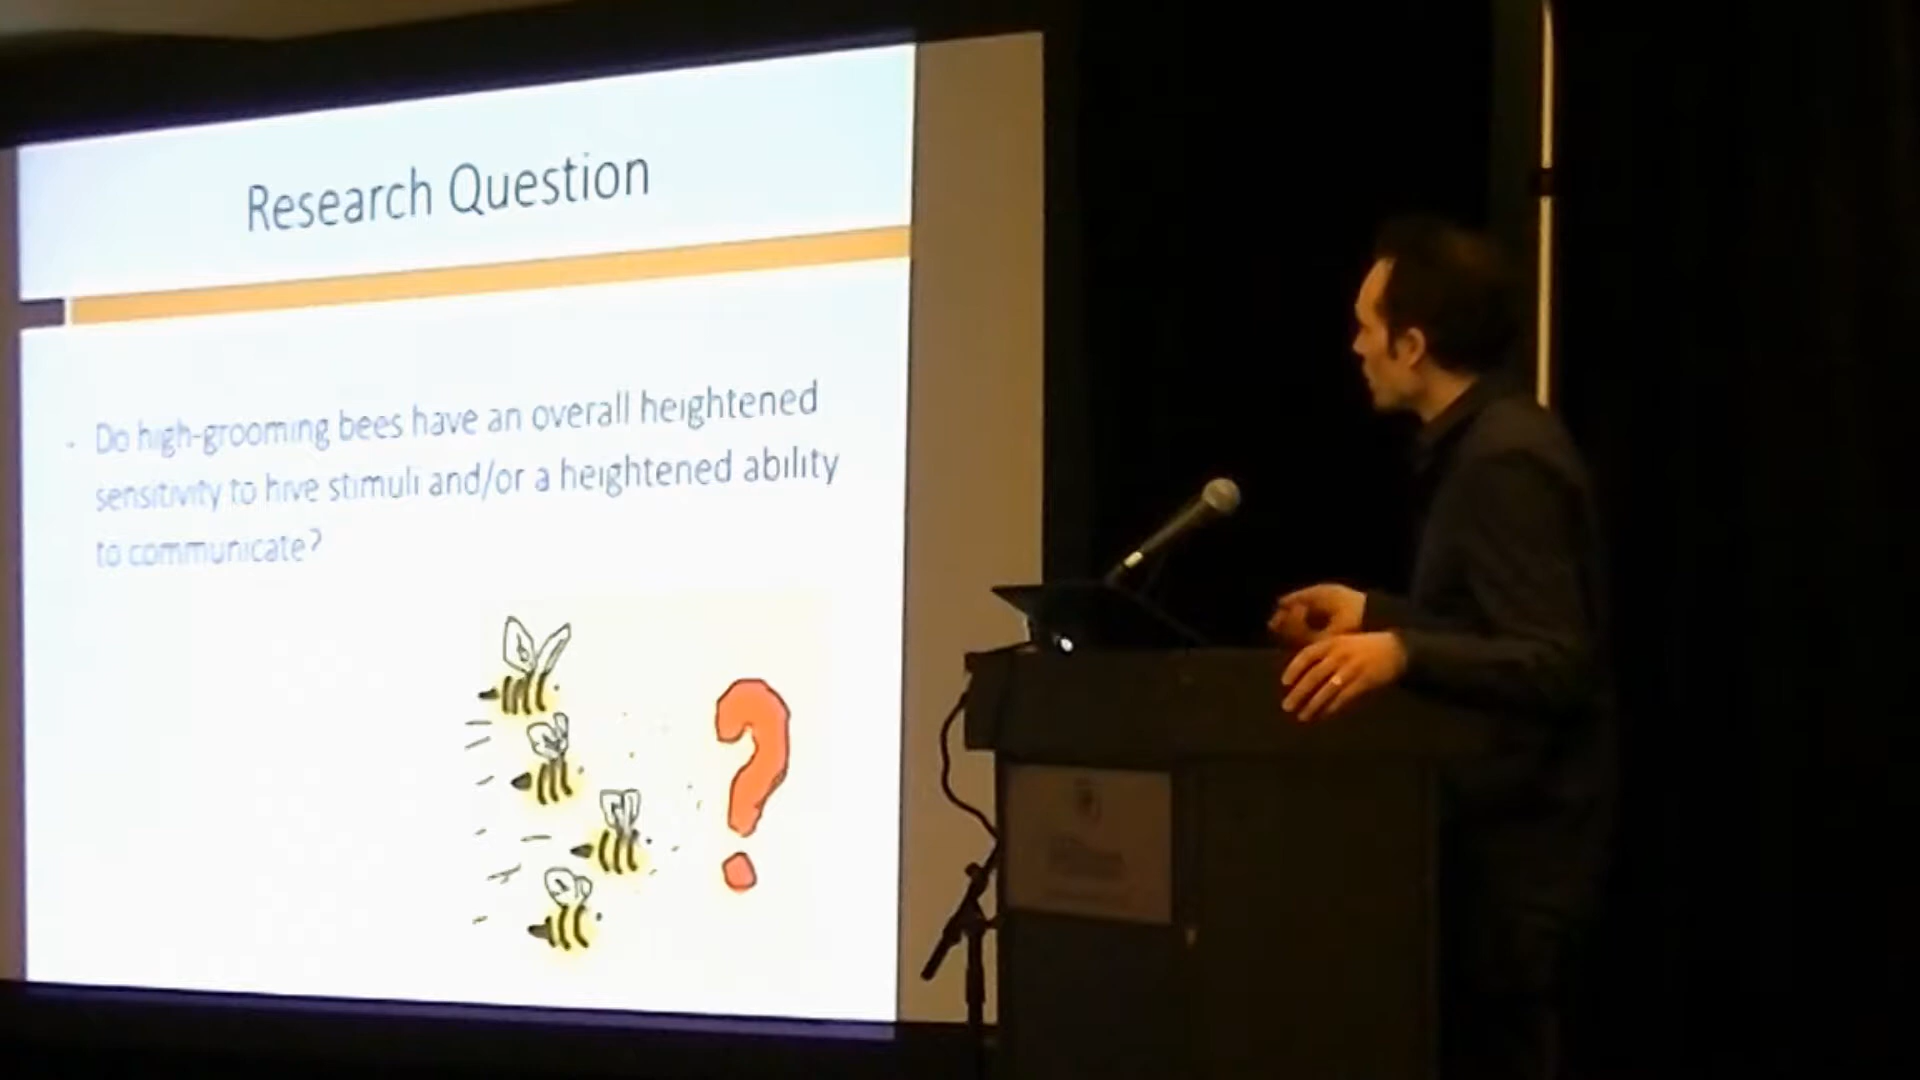 Research Question
- Do high-grooming bees have an overall heightened
sensitivity to hive stimuli and/or a heightened ability
to communicate?